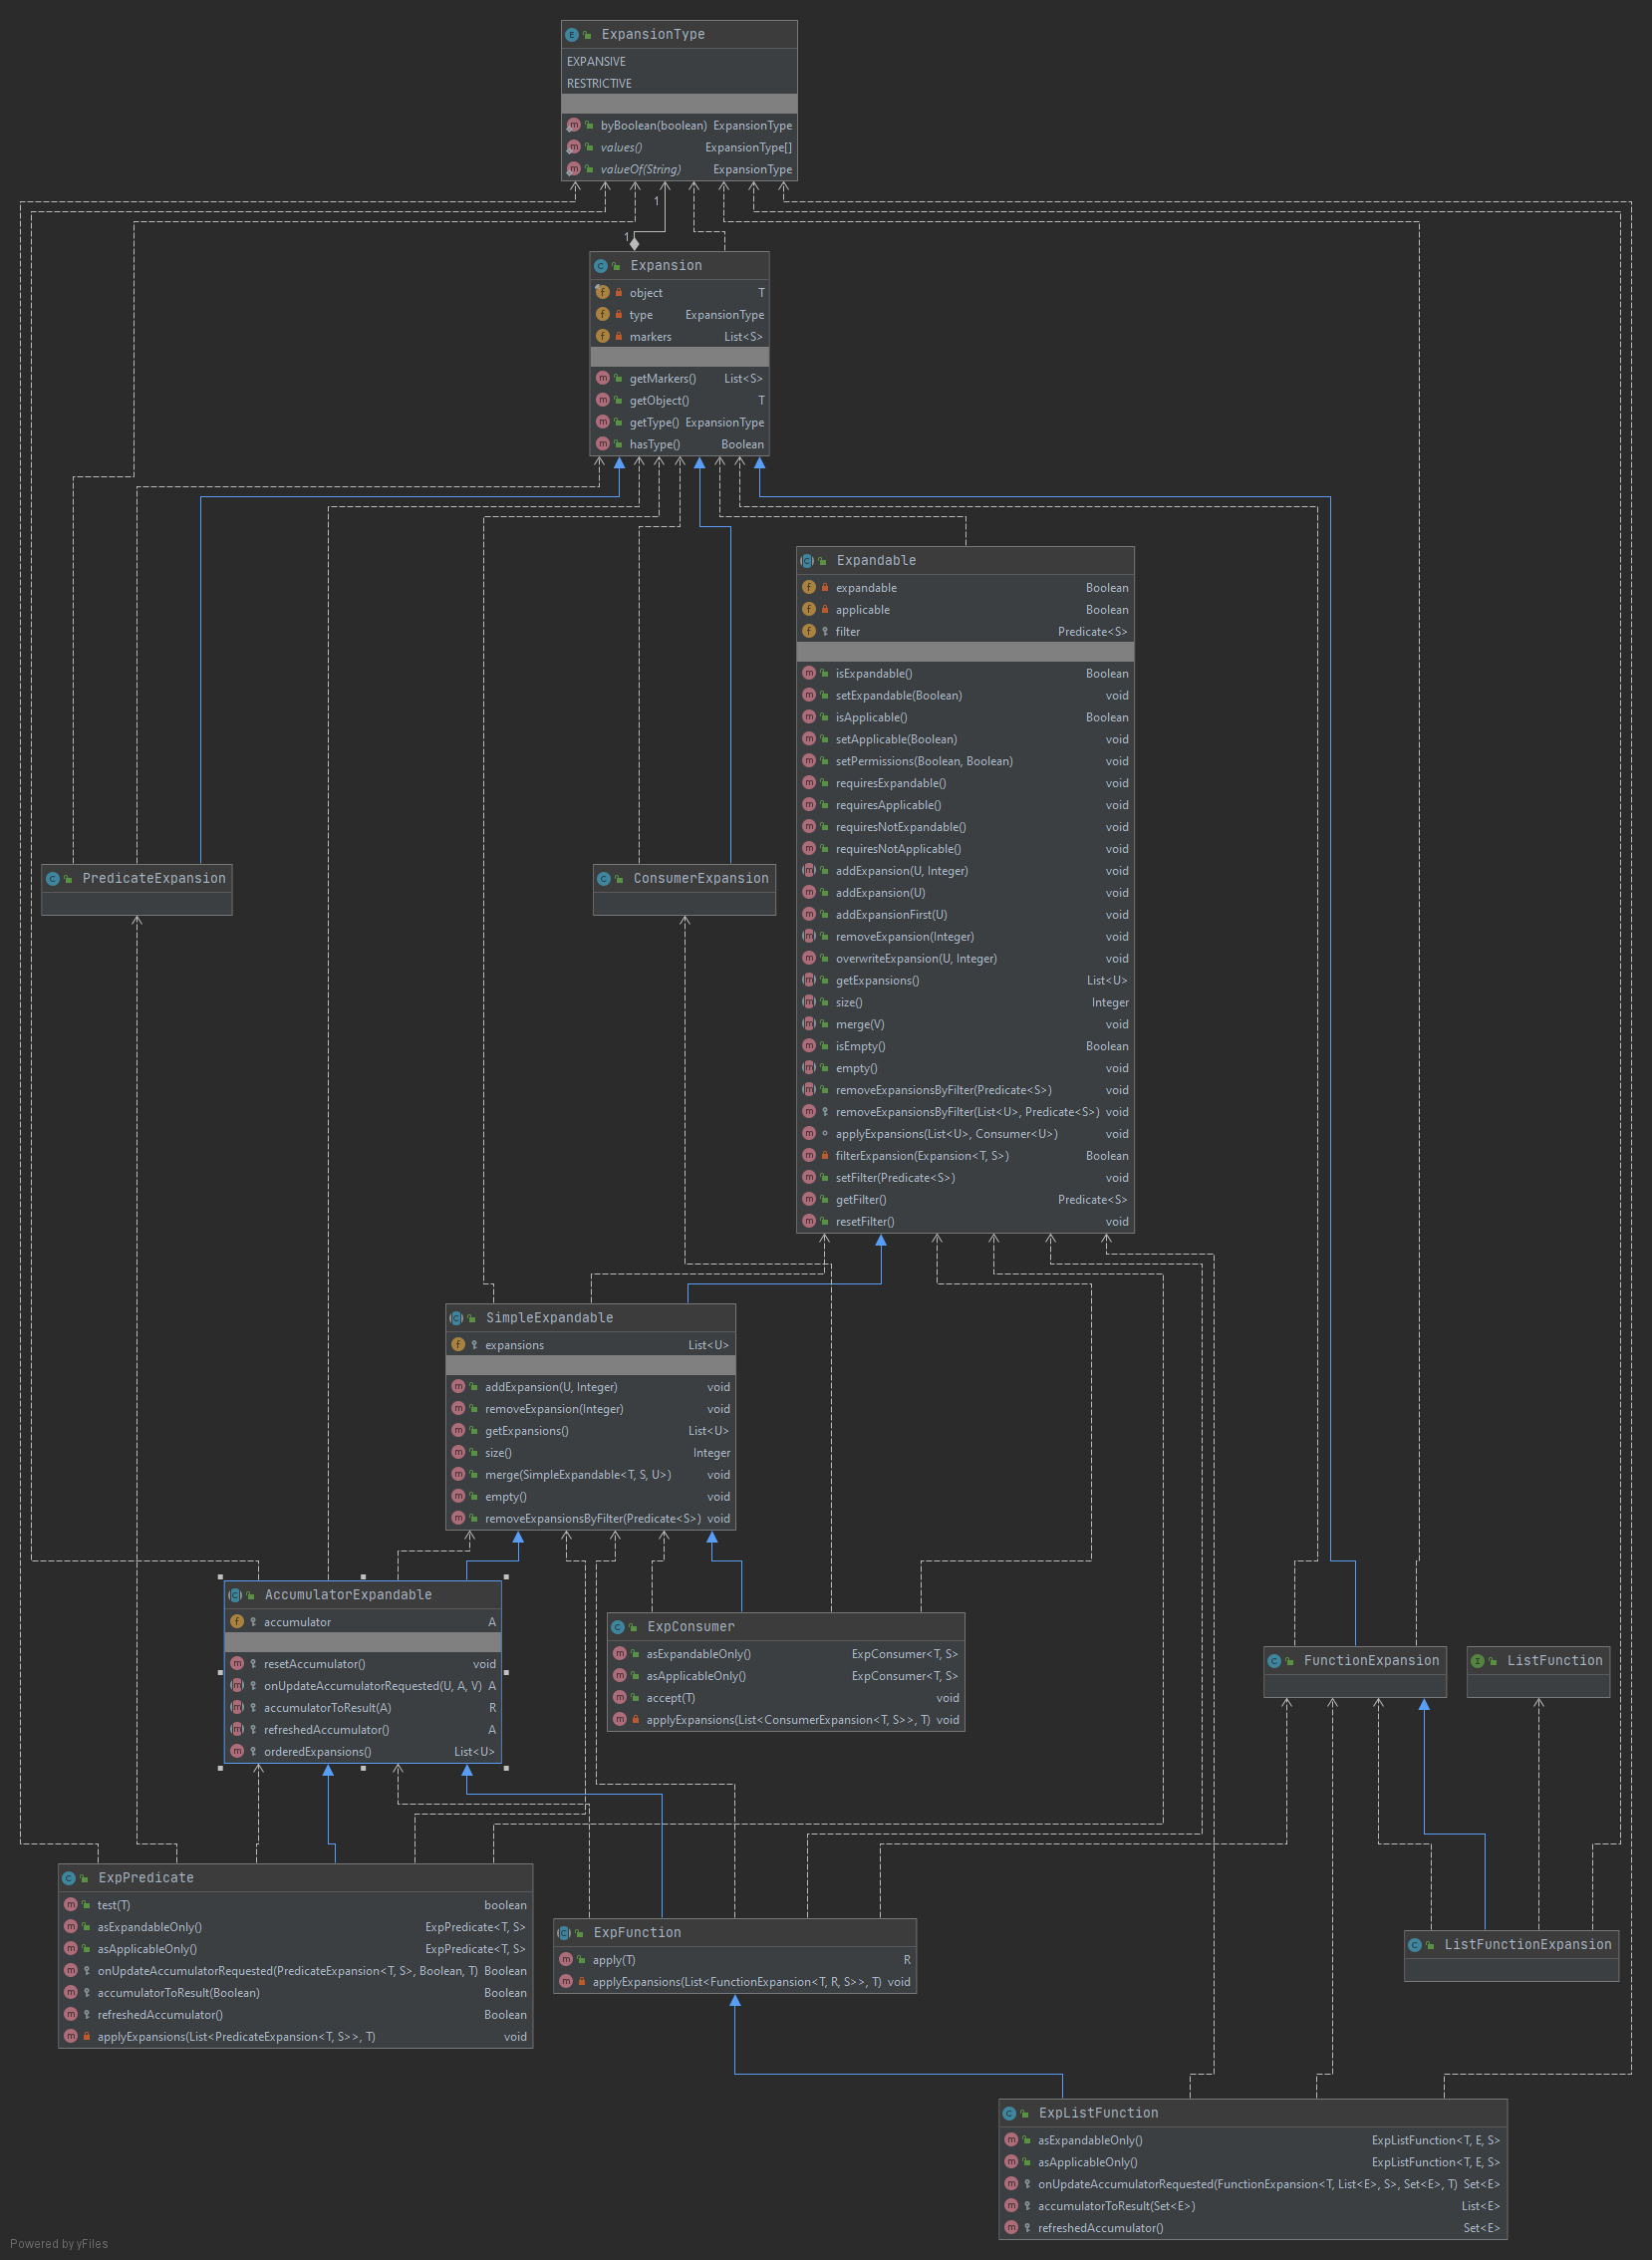 ExpansionType
EXPANSIVE
RESTRICTIVE
byBoolean(boolean) ExpansionType
values() ExpansionType[]
valueOf(String) ExpansionType
1
1
Expansion
object T
type ExpansionType
markers List<S>
getMarkers() List<S>
getObject() T
getType() ExpansionType
hasType() Boolean
Expandable
expandable Boolean
applicable Boolean
filter Predicate<S>
isExpandable() Boolean
setExpandable(Boolean) void
isApplicable() Boolean
setApplicable(Boolean) void
setPermissions(Boolean, Boolean) void
requiresExpandable() void
requiresApplicable() void
requiresNotExpandable() void
requiresNotApplicable() void
addExpansion(U, Integer) void
addExpansion(U) void
addExpansionFirst(U) void
removeExpansion(Integer) void
overwriteExpansion(U, Integer) void
getExpansions() List<U>
size() Integer
merge(V) void
isEmpty() Boolean
empty() void
removeExpansionsByFilter(Predicate<S>) void
removeExpansionsByFilter(List<U>, Predicate<S>) void
applyExpansions(List<U>, Consumer<U>) void
filterExpansion(Expansion<T, S>) Boolean
setFilter(Predicate<S>) void
getFilter() Predicate<S>
resetFilter() void
PredicateExpansion
ConsumerExpansion
SimpleExpandable
expansions List<U>
addExpansion(U, Integer) void
removeExpansion(Integer) void
getExpansions() List<U>
size() Integer
merge(SimpleExpandable<T, S, U>) void
empty() void
removeExpansionsByFilter(Predicate<S>) void
AccumulatorExpandable
accumulator A
resetAccumulator() void
onUpdateAccumulatorRequested(U, A, V) A
accumulatorToResult(A) R
refreshedAccumulator() A
orderedExpansions() List<U>
ExpConsumer
asExpandableOnly() ExpConsumer<T, S>
asApplicableOnly() ExpConsumer<T, S>
accept(T) void
applyExpansions(List<ConsumerExpansion<T, S>>, T) void
FunctionExpansion
ListFunction
ExpPredicate
test(T) boolean
asExpandableOnly() ExpPredicate<T, S>
asApplicableOnly() ExpPredicate<T, S>
onUpdateAccumulatorRequested(PredicateExpansion<T, S>, Boolean, T) Boolean
accumulatorToResult(Boolean) Boolean
refreshedAccumulator() Boolean
applyExpansions(List<PredicateExpansion<T, S>>, T) void
ExpFunction
apply(T) R
applyExpansions(List<FunctionExpansion<T, R, S>>, T) void
ListFunctionExpansion
ExpListFunction
asExpandableOnly() ExpListFunction<T, E, S>
asApplicableOnly() ExpListFunction<T, E, S>
onUpdateAccumulatorRequested(FunctionExpansion<T, List<E>, S>, Set<E>, T) Set<E>
accumulatorToResult(Set<E>) List<E>
refreshedAccumulator() Set<E>
Powered by yFiles